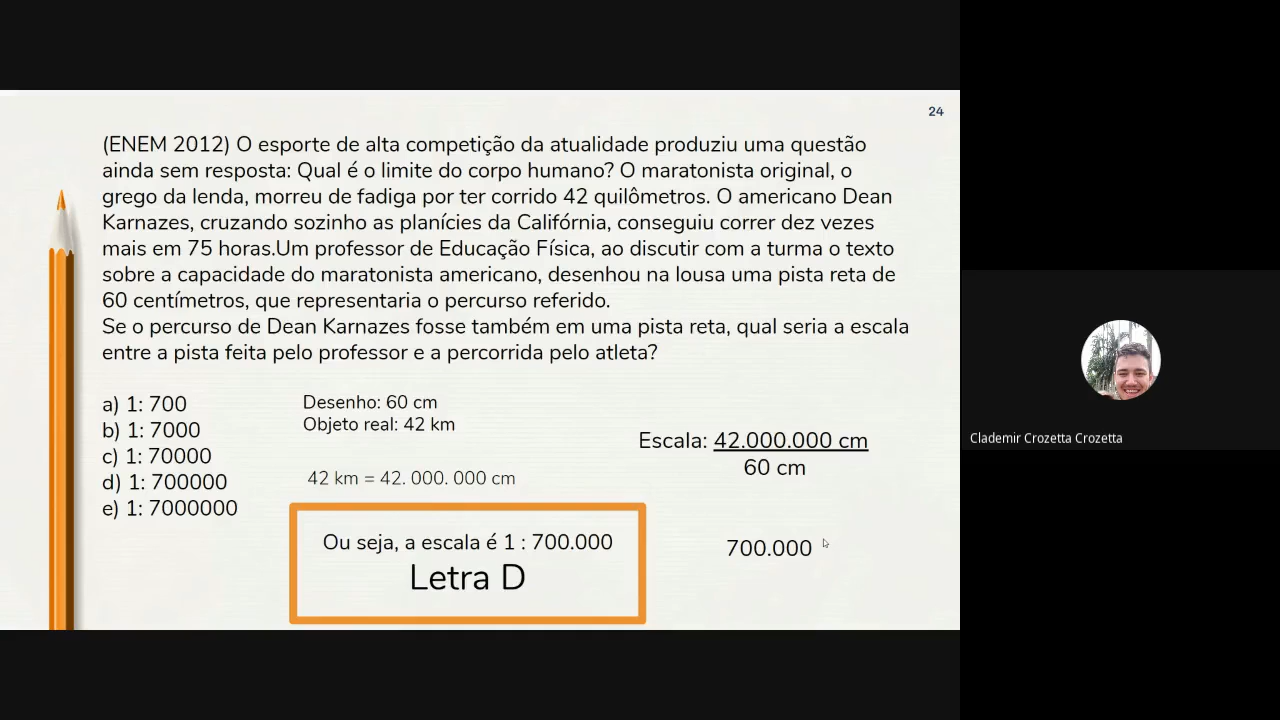 24
(ENEM 2012) O esporte de alta competição da atualidade produziu uma questão
ainda sem resposta: Qual é o limite do corpo humano? O maratonista original, o
grego da lenda, morreu de fadiga por ter corrido 42 quilômetros. O americano Dean
Karnazes, cruzando sozinho as planícies da Califórnia, conseguiu correr dez vezes
mais em 75 horas.Um professor de Educação Física, ao discutir com a turma o texto
sobre a capacidade do maratonista americano, desenhou na lousa uma pista reta de
60 centímetros, que representaria o percurso referido.
Se o percurso de Dean Karnazes fosse também em uma pista reta, qual seria a escala
entre a pista feita pelo professor e a percorrida pelo atleta?
a) 1: 700
b) 1: 7000
c) 1: 70000
d) 1: 700000
e) 1: 7000000
Desenho: 60 cm
Objeto real: 42 km
42 km = 42. 000. 000 cm
Escala: 42.000.000 cm
60 cm
700.000
Ou seja, a escala é 1 : 700.000
Letra D
Clademir Crozetta Crozetta